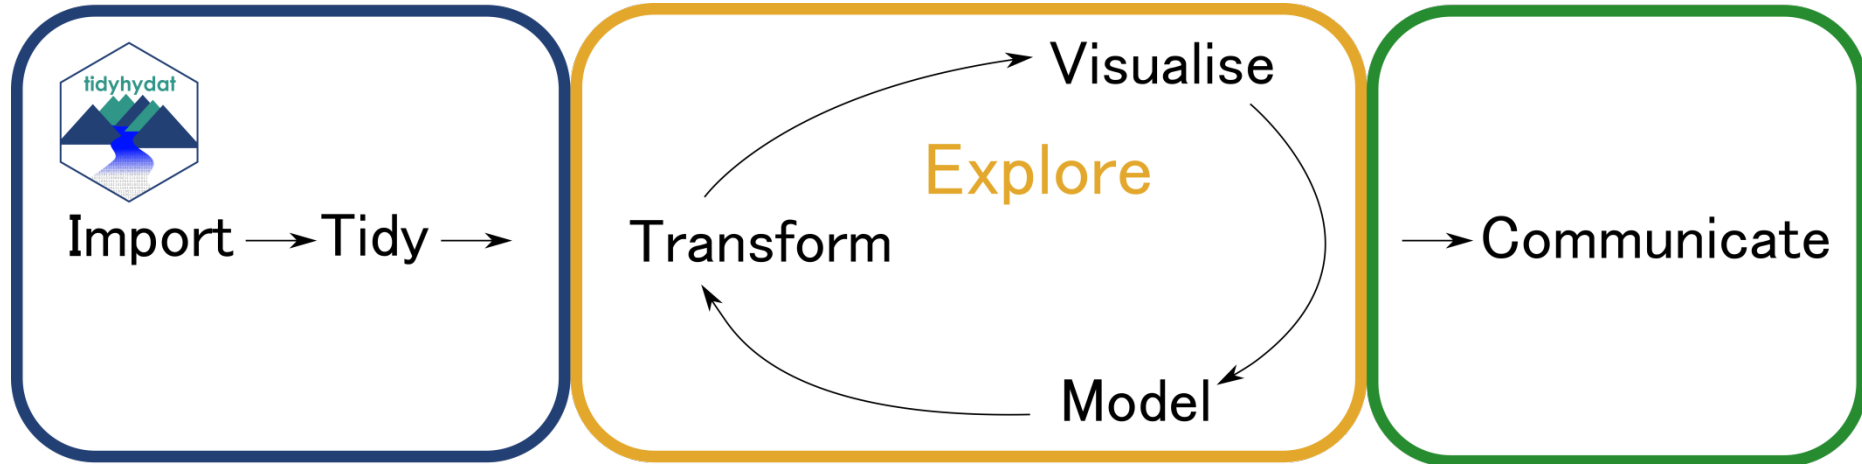 tidyhydat
Import
Tidy
Transform
Visualise
Explore
Model
Communicate